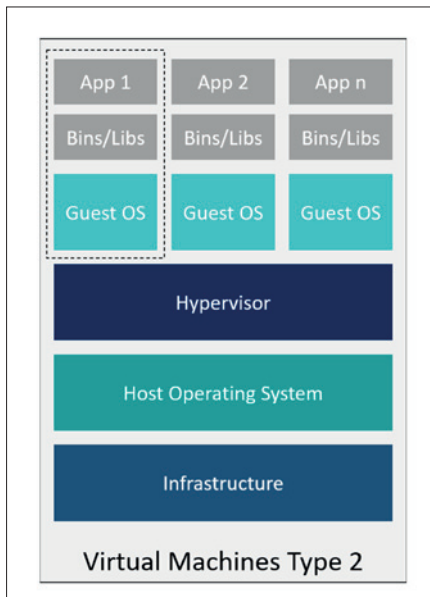 App 1
App 2
App n
Bins/Libs
Bins/Libs
Bins/Libs
Guest OS
Guest OS
Guest OS
Hypervisor
Host Operating System
Infrastructure
Virtual Machines Type 2